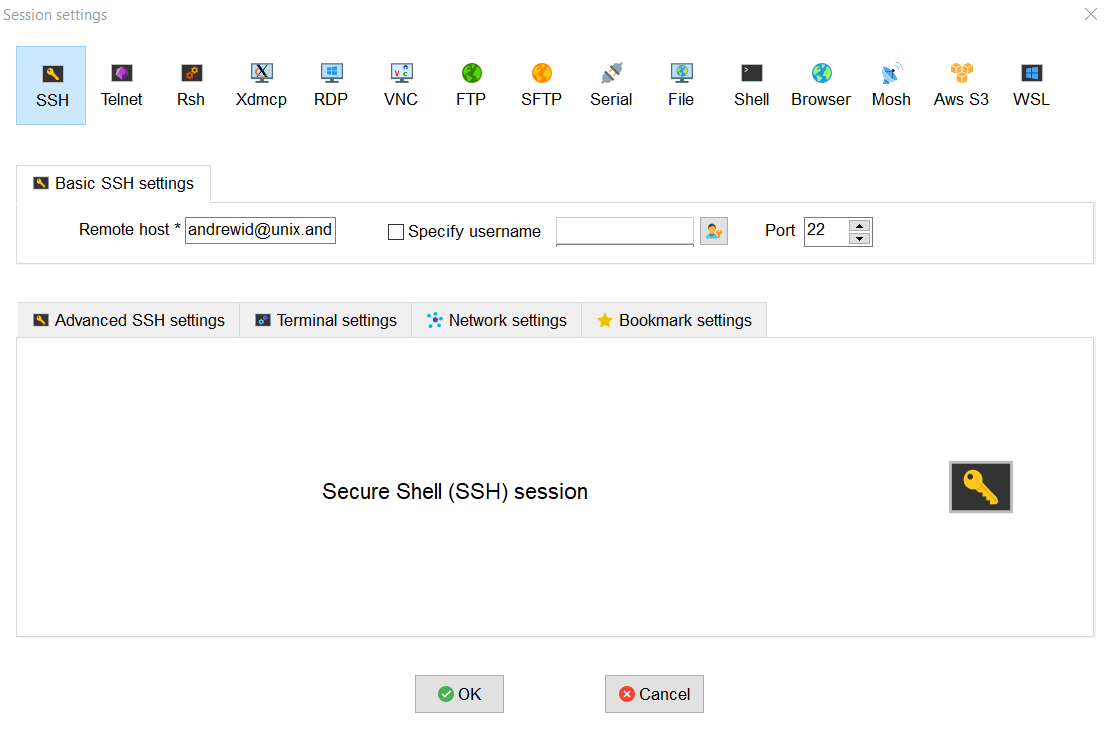 Session settings
SSH Telnet Rsh Xdmcp RDP VNC FTP SFTP Serial File Shell Browser Mosh Aws S3 WSL
Basic SSH settings
Remote host * andrewid@unix.and Specify username Port 22
Advanced SSH settings Terminal settings Network settings Bookmark settings
Secure Shell (SSH) session
OK Cancel